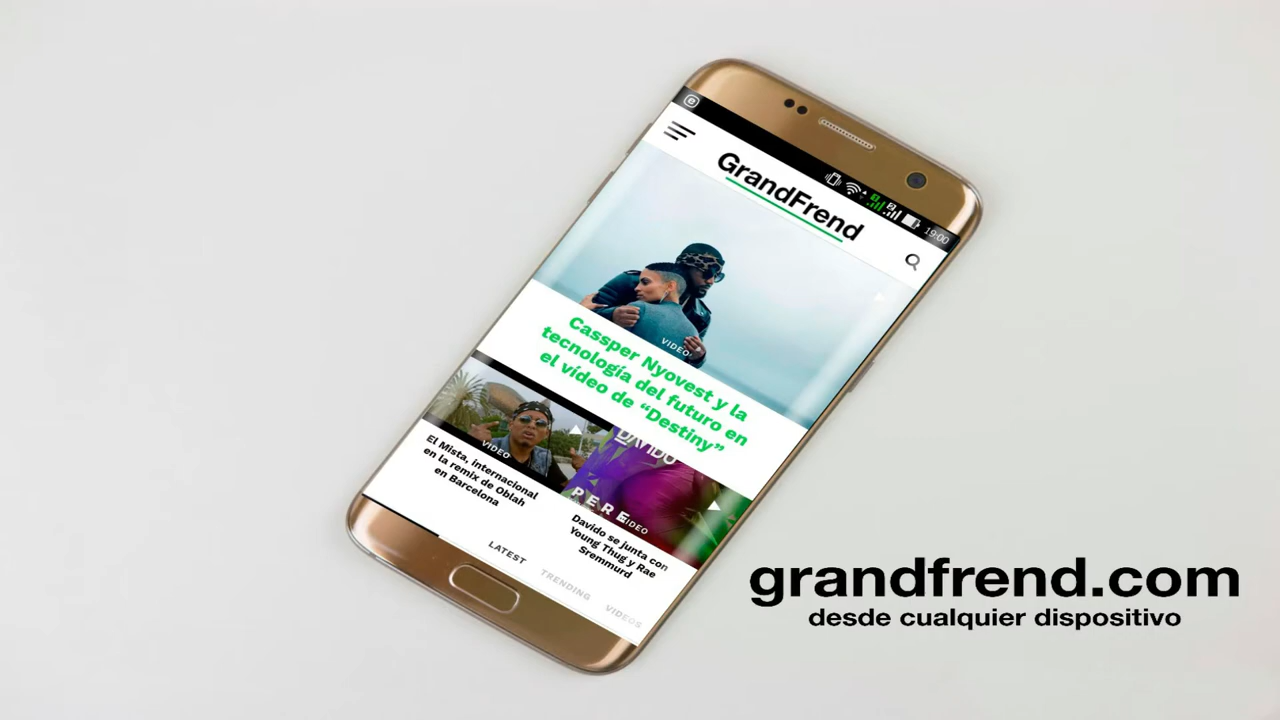 19:00
GrandFrend
VIDEO
Cassper Nyovest y la
tecnología del futuro en
el vídeo de “Destiny”
VIDEO
El Mista, internacional
en la remix de Oblah
en Barcelona
DAVIDO
PERE
VIDEO
Davido se junta con
Young Thug y Rae
Sremmurd
LATEST
TRENDING
VIDEOS
grandfrend.com
desde cualquier dispositivo